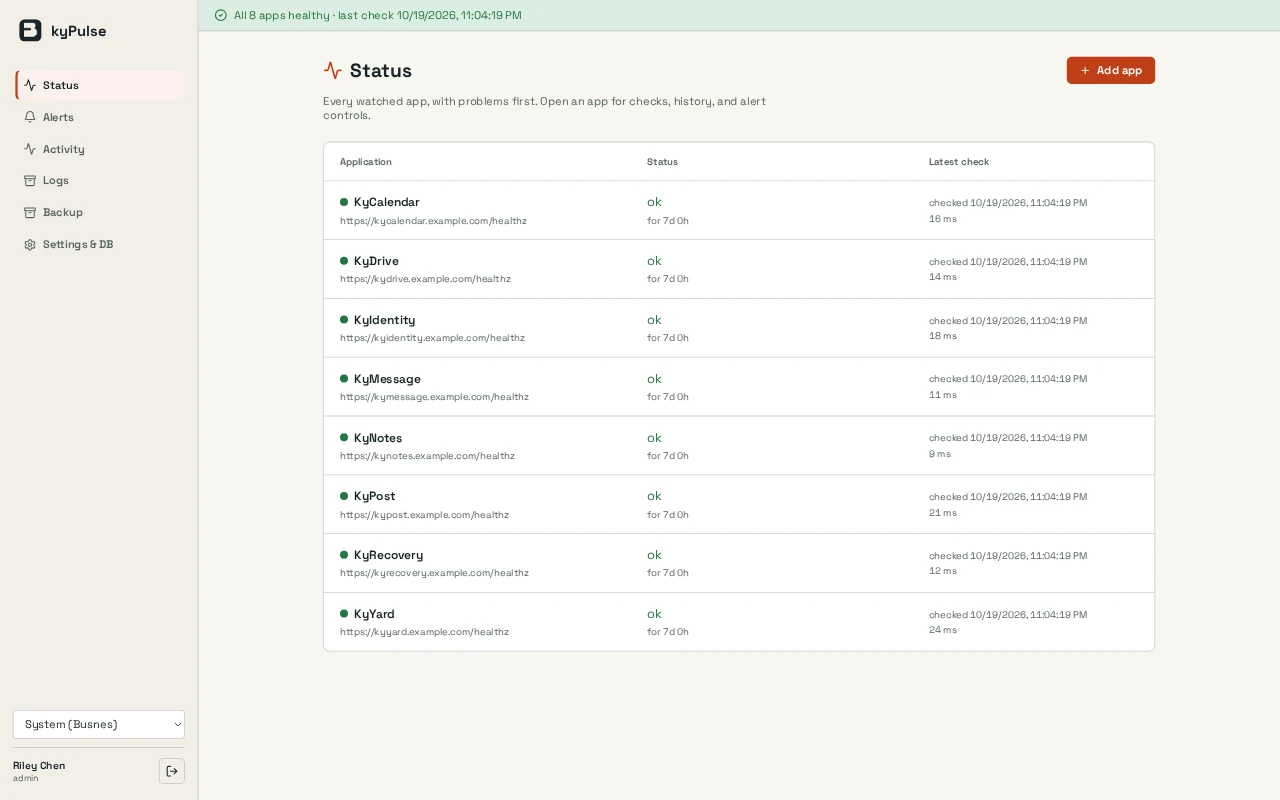 All 8 apps healthy · last check 10/19/2026, 11:04:19 PM
kyPulse
Status
Alerts
Activity
Logs
Backup
Settings & DB
System (Busnes)
Riley Chen
admin
Status
Add app
Every watched app, with problems first. Open an app for checks, history, and alert
controls.
Application Status Latest check
KyCalendar ok checked 10/19/2026, 11:04:19 PM
https://kycalendar.example.com/healthz for 7d 0h 16 ms
KyDrive ok checked 10/19/2026, 11:04:19 PM
https://kydrive.example.com/healthz for 7d 0h 14 ms
KyIdentity ok checked 10/19/2026, 11:04:19 PM
https://kyidentity.example.com/healthz for 7d 0h 18 ms
KyMessage ok checked 10/19/2026, 11:04:19 PM
https://kymessage.example.com/healthz for 7d 0h 11 ms
KyNotes ok checked 10/19/2026, 11:04:19 PM
https://kynotes.example.com/healthz for 7d 0h 9 ms
KyPost ok checked 10/19/2026, 11:04:19 PM
https://kypost.example.com/healthz for 7d 0h 21 ms
KyRecovery ok checked 10/19/2026, 11:04:19 PM
https://kyrecovery.example.com/healthz for 7d 0h 12 ms
KyYard ok checked 10/19/2026, 11:04:19 PM
https://kyyard.example.com/healthz for 7d 0h 24 ms